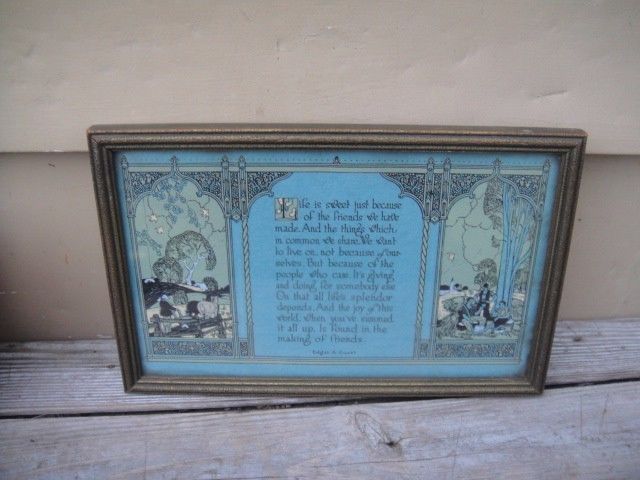 Life is sweet just because
of the friends we have
made. And the things which
in common we share. We want
to live on, not because of our-
selves. But because of the
people who care. It's giving
and doing for somebody else
On that all life's splendor
depends. And the joy of this
world, when you've summed
it all up, Is found in the
making of friends.
Edgar A. Guest